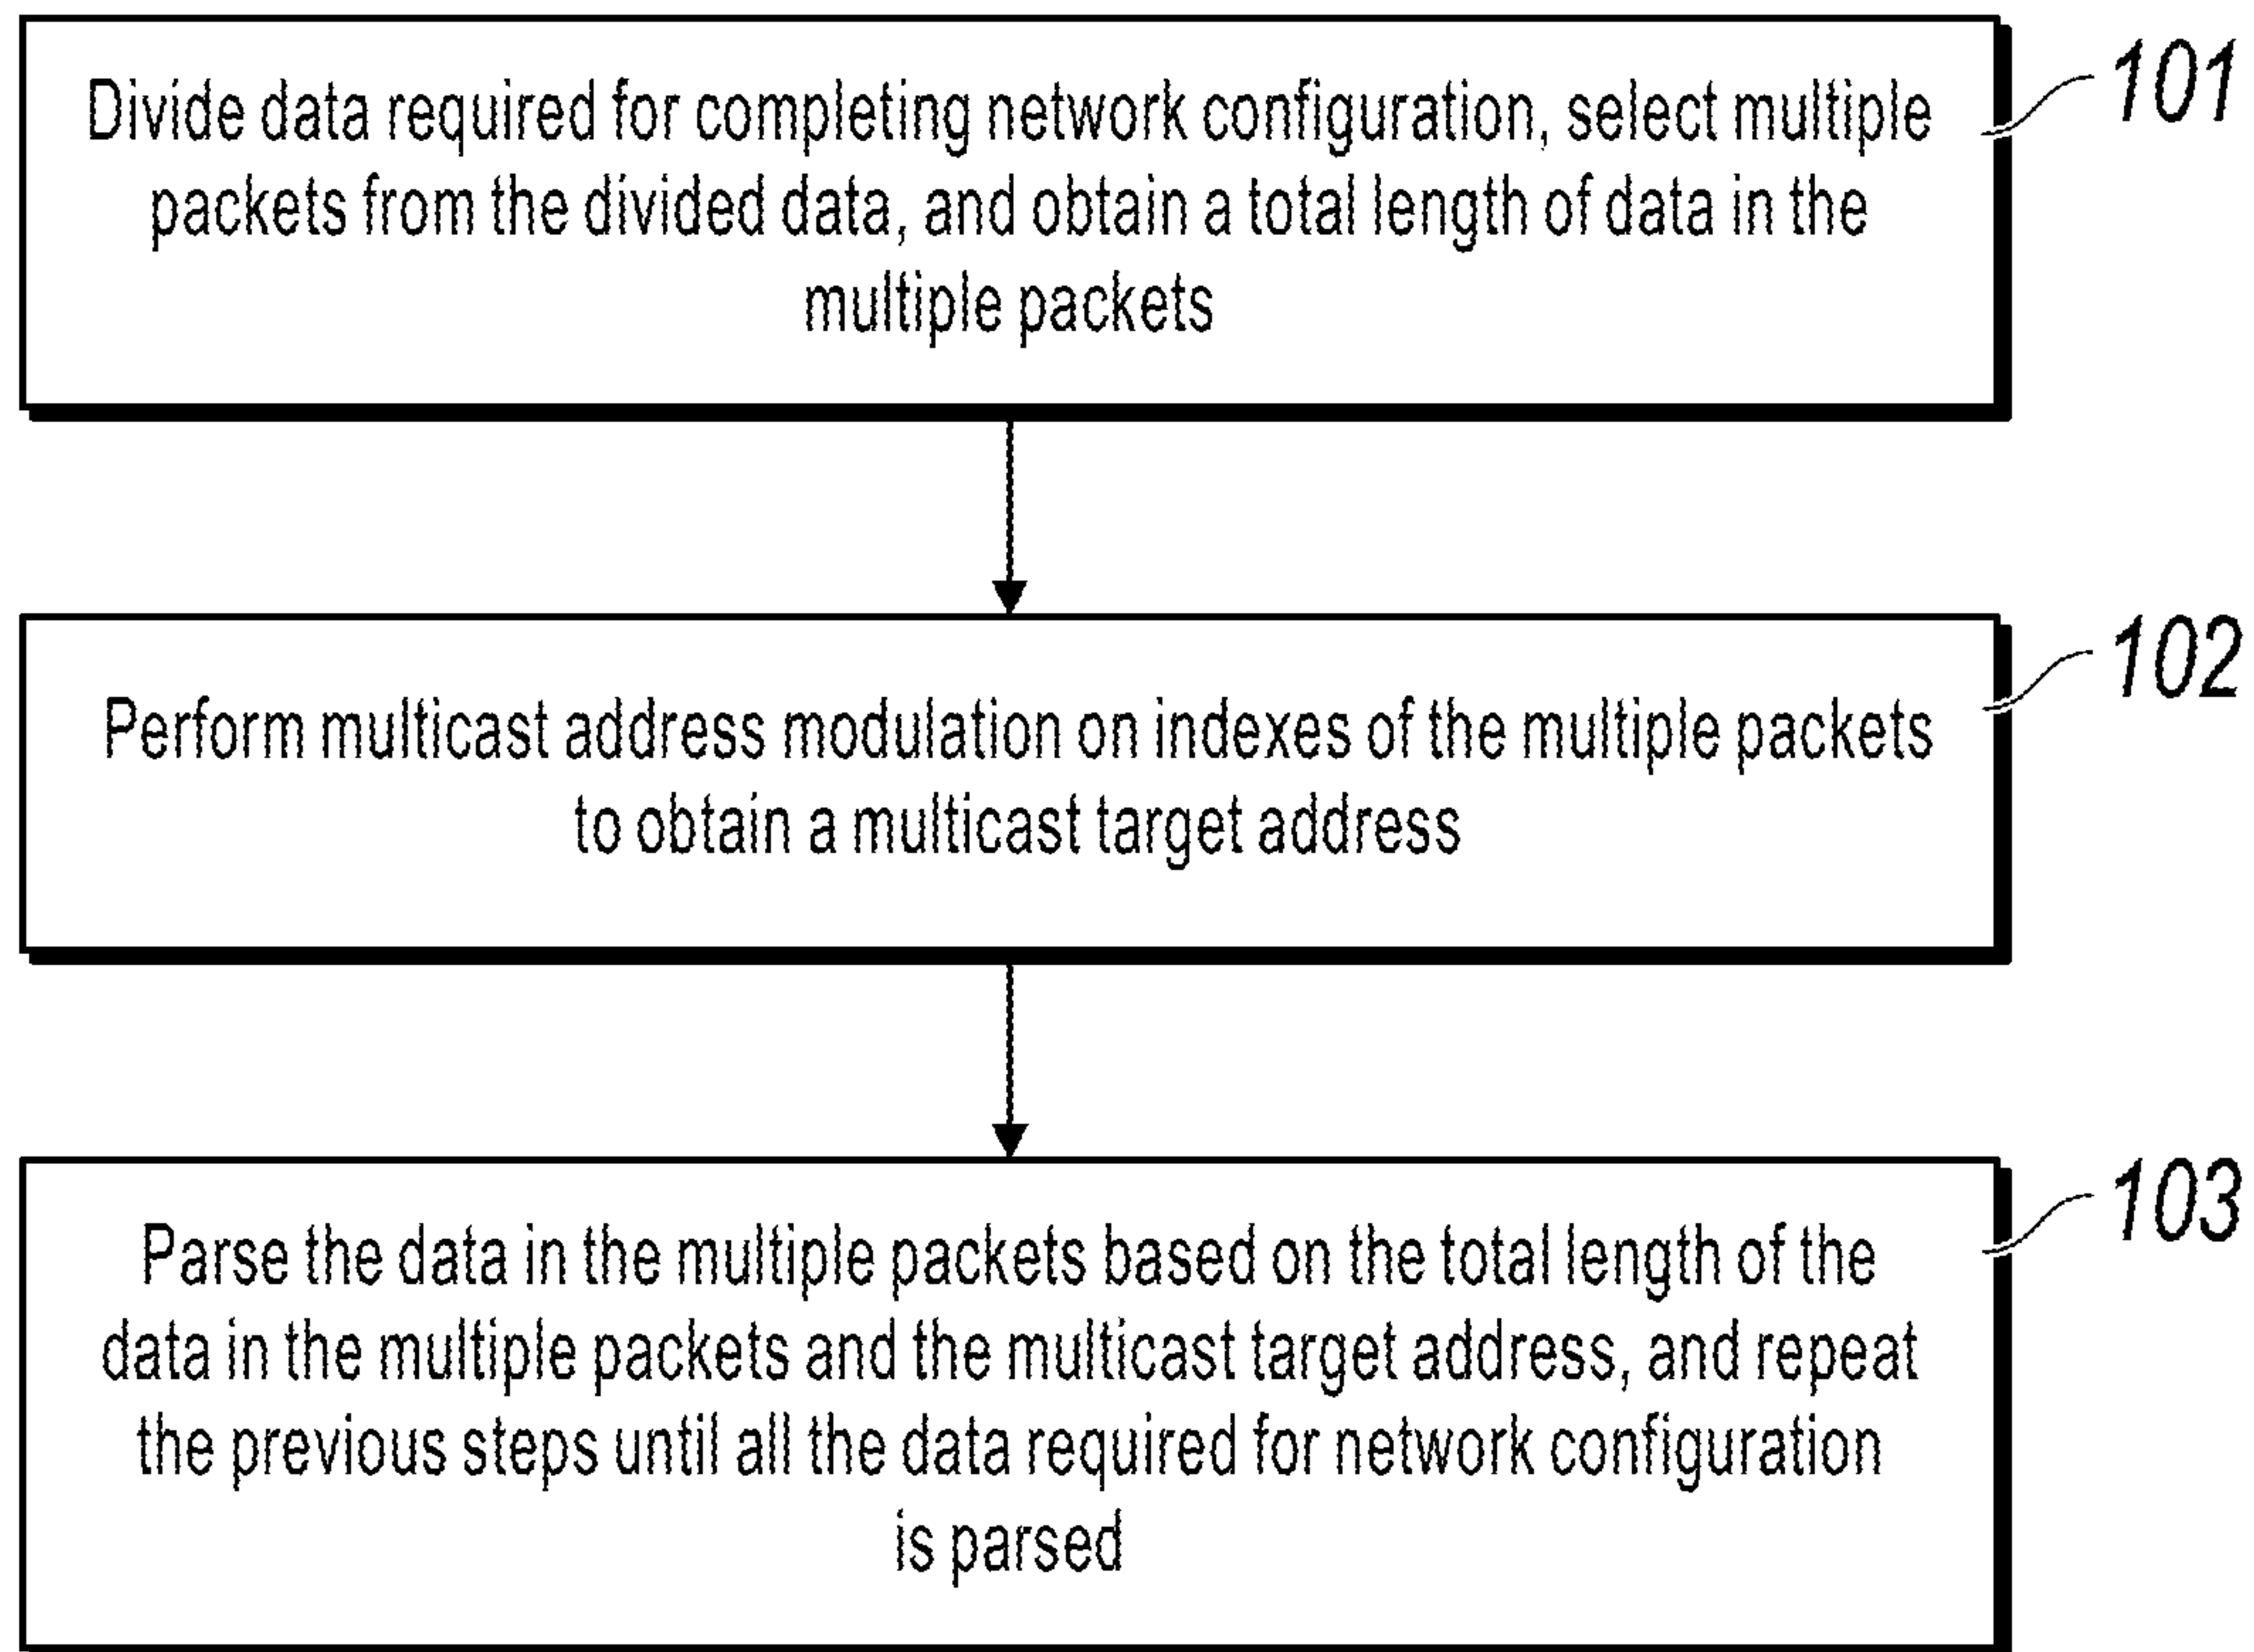 Divide data required for completing network configuration, select multiple
packets from the divided data, and obtain a total length of data in the
multiple packets
101
Perform multicast address modulation on indexes of the multiple packets
to obtain a multicast target address
102
Parse the data in the multiple packets based on the total length of the
data in the multiple packets and the multicast target address, and repeat
the previous steps until all the data required for network configuration
is parsed
103